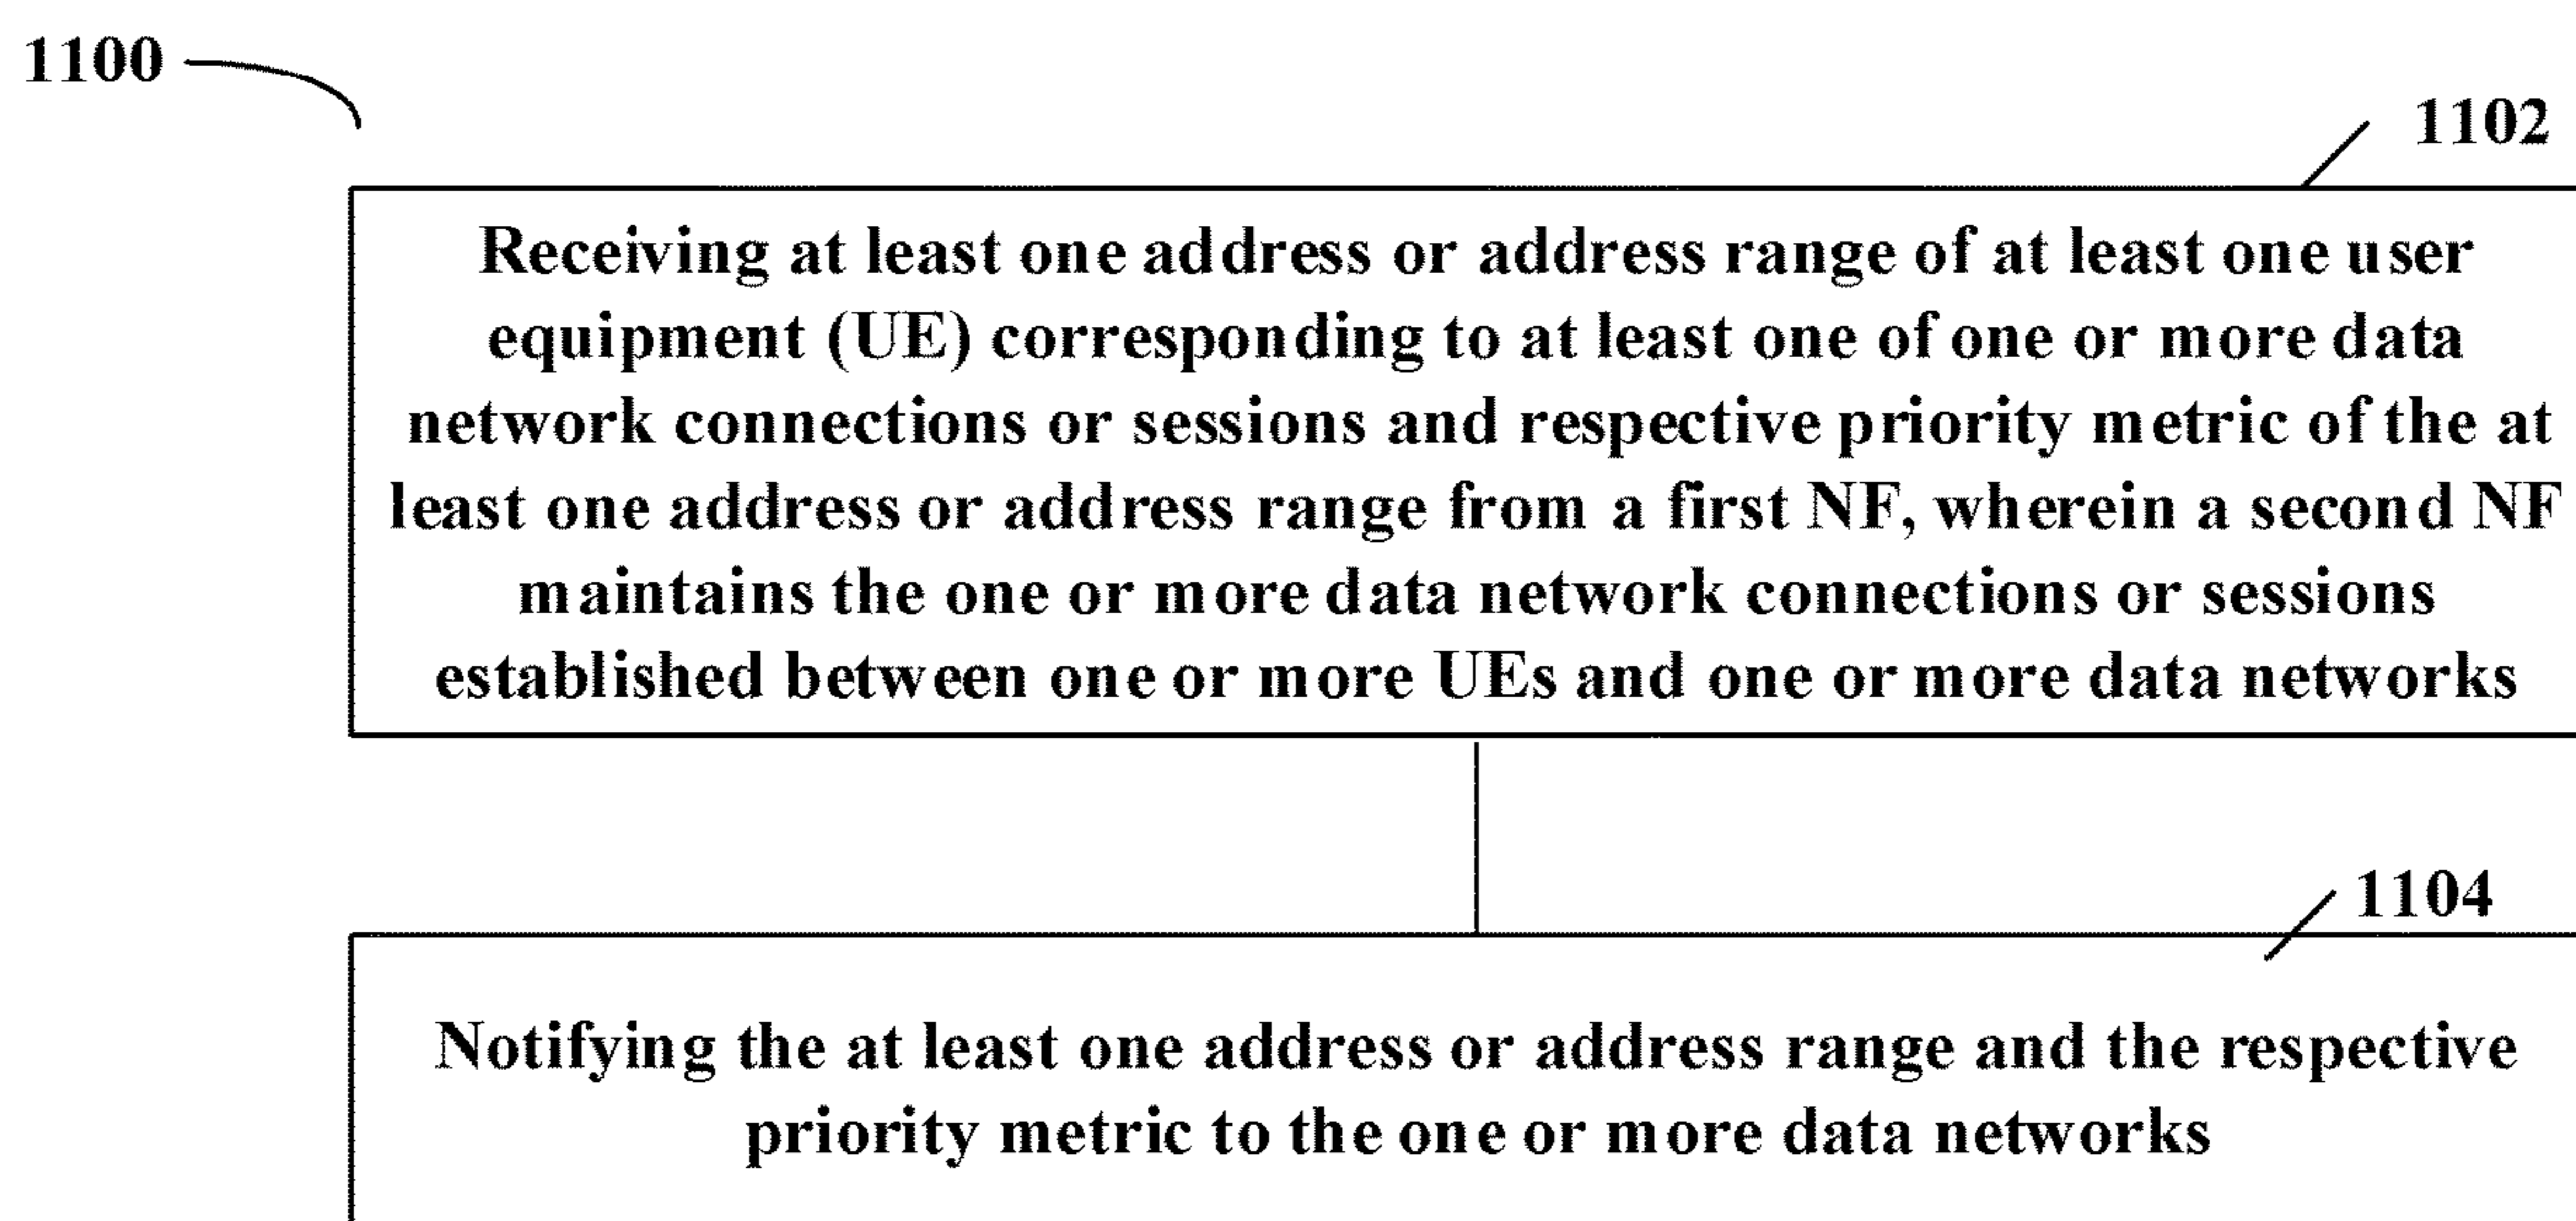 1100
1102
Receiving at least one address or address range of at least one user
equipment (UE) corresponding to at least one of one or more data
network connections or sessions and respective priority metric of the at
least one address or address range from a first NF, wherein a second NF
maintains the one or more data network connections or sessions
established between one or more UEs and one or more data networks
1104
Notifying the at least one address or address range and the respective
priority metric to the one or more data networks